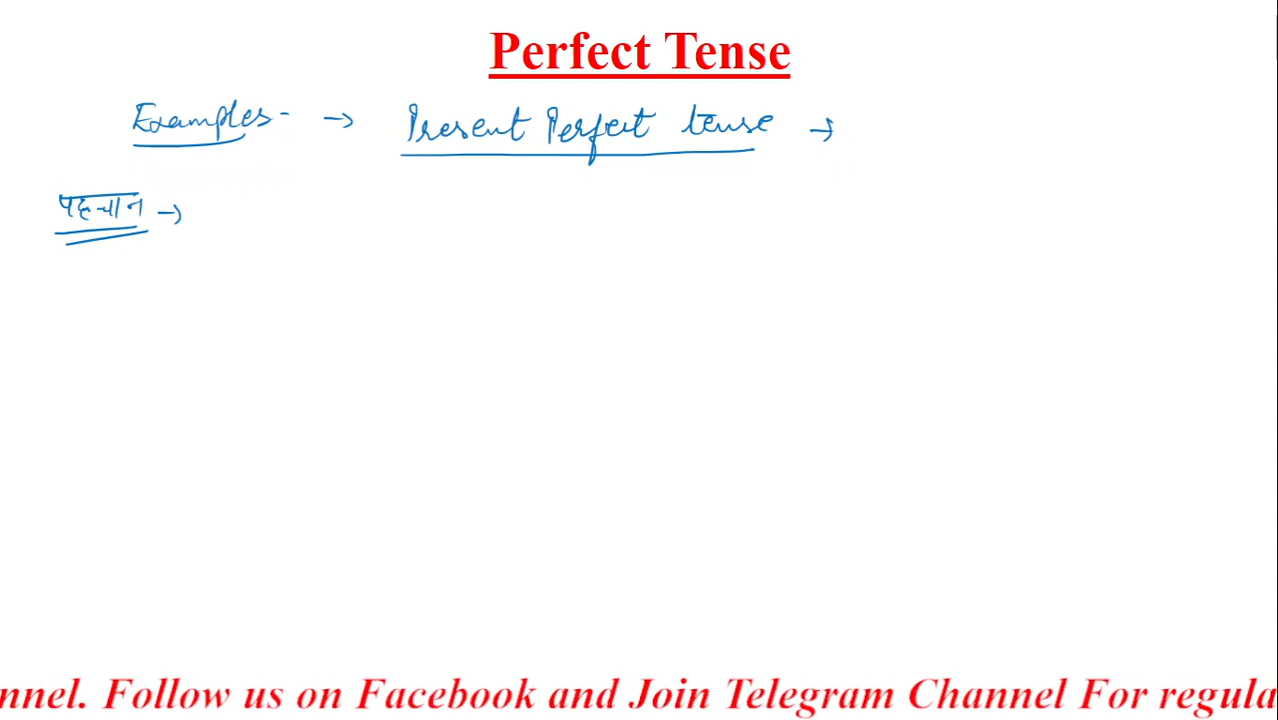 Perfect Tense
Examples- → Present Perfect tense →
पहचान →
nnel. Follow us on Facebook and Join Telegram Channel For regula